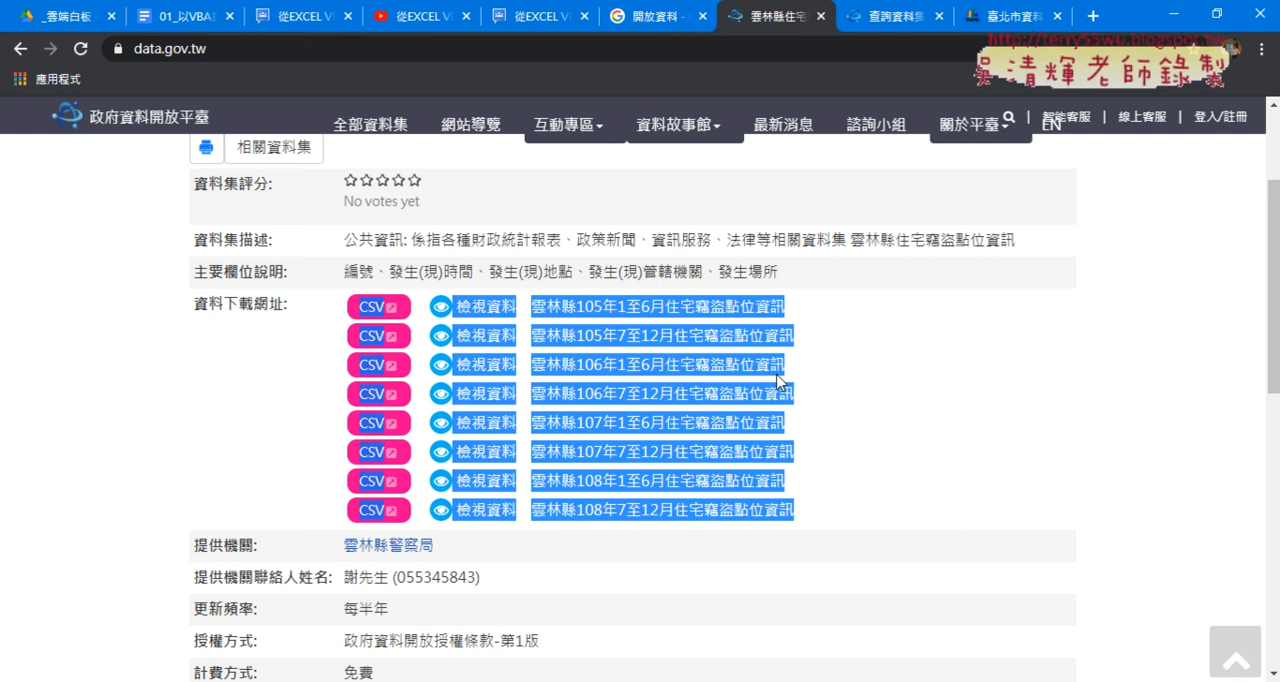 _雲端白板
01_以VBA
從EXCEL V
從EXCEL V
從EXCEL V
開放資料 -
雲林縣住宅
查詢資料集
臺北市資料
data.gov.tw
http://terry55wu.blogspot.tw
吳清輝老師錄製
應用程式
政府資料開放平臺
全部資料集
網站導覽
互動專區
資料故事館
最新消息
諮詢小組
關於平臺
智能客服 | 線上客服 | 登入/註冊
EN
相關資料集
資料集評分:
No votes yet
資料集描述: 公共資訊: 係指各種財政統計報表、政策新聞、資訊服務、法律等相關資料集 雲林縣住宅竊盜點位資訊
主要欄位說明: 編號、發生(現)時間、發生(現)地點、發生(現)管轄機關、發生場所
資料下載網址:
CSV 檢視資料 雲林縣105年1至6月住宅竊盜點位資訊
CSV 檢視資料 雲林縣105年7至12月住宅竊盜點位資訊
CSV 檢視資料 雲林縣106年1至6月住宅竊盜點位資訊
CSV 檢視資料 雲林縣106年7至12月住宅竊盜點位資訊
CSV 檢視資料 雲林縣107年1至6月住宅竊盜點位資訊
CSV 檢視資料 雲林縣107年7至12月住宅竊盜點位資訊
CSV 檢視資料 雲林縣108年1至6月住宅竊盜點位資訊
CSV 檢視資料 雲林縣108年7至12月住宅竊盜點位資訊
提供機關: 雲林縣警察局
提供機關聯絡人姓名: 謝先生 (055345843)
更新頻率: 每半年
授權方式: 政府資料開放授權條款-第1版
計費方式: 免費